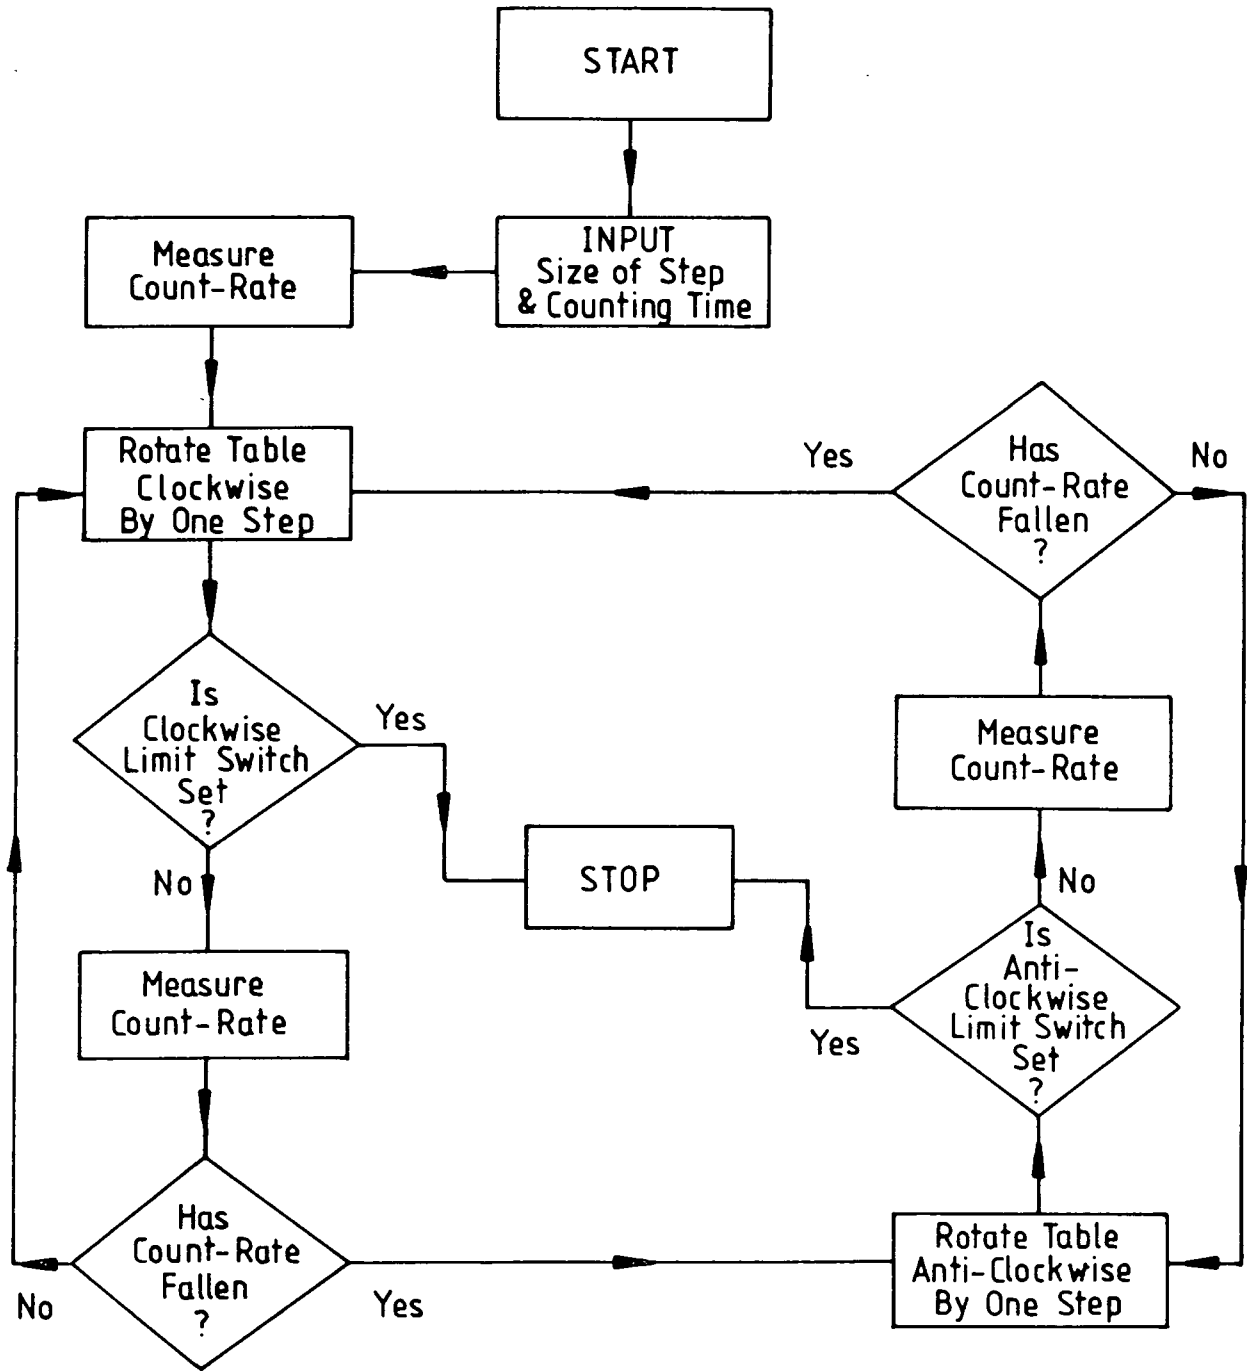 START
INPUT
Size of Step
& Counting Time
Measure
Count-Rate
Rotate Table
Clockwise
By One Step
Is
Clockwise
Limit Switch
Set
?
Yes
No
Measure
Count-Rate
Has
Count-Rate
Fallen
?
No
Yes
STOP
Rotate Table
Anti-Clockwise
By One Step
Is
Anti-
Clockwise
Limit Switch
Set
?
Yes
No
Measure
Count-Rate
Has
Count-Rate
Fallen
?
Yes
No